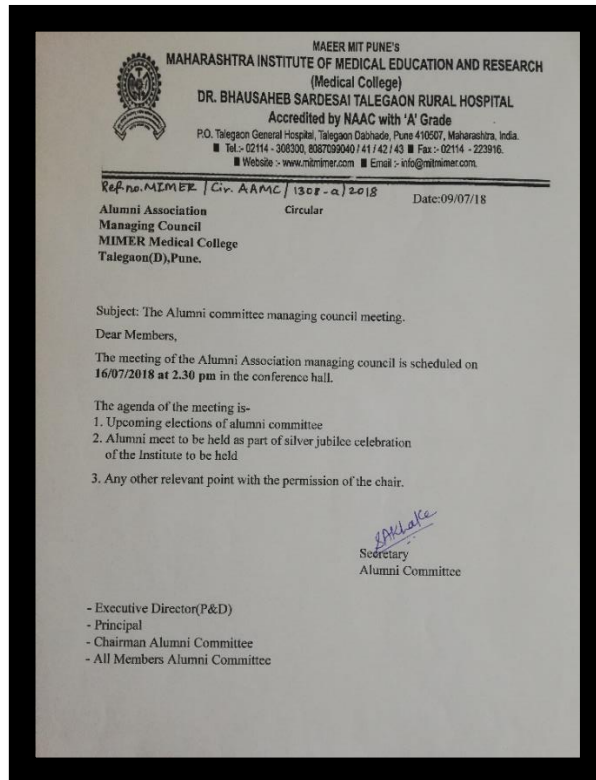 MAEER MIT PUNE'S
MAHARASHTRA INSTITUTE OF MEDICAL EDUCATION AND RESEARCH
(Medical College)
DR. BHAUSAHEB SARDESAI TALEGAON RURAL HOSPITAL
Accredited by NAAC with 'A' Grade
P.O. Talegaon General Hospital, Talegaon Dabhade, Pune 410507, Maharashtra, India.
■ Tel.:- 02114 - 308300, 8087099040 / 41 / 42 / 43 ■ Fax :- 02114 - 223916.
■ Website :- www.mitmimer.com ■ Email :- info@mitmimer.com.
Ref.no.MIMER / Cir. AAMC / 1308-a / 2018
Date:09/07/18
Alumni Association Circular
Managing Council
MIMER Medical College
Talegaon(D),Pune.
Subject: The Alumni committee managing council meeting.
Dear Members,
The meeting of the Alumni Association managing council is scheduled on
16/07/2018 at 2.30 pm in the conference hall.
The agenda of the meeting is-
1. Upcoming elections of alumni committee
2. Alumni meet to be held as part of silver jubilee celebration
of the Institute to be held
3. Any other relevant point with the permission of the chair.
Secretary
Alumni Committee
- Executive Director(P&D)
- Principal
- Chairman Alumni Committee
- All Members Alumni Committee